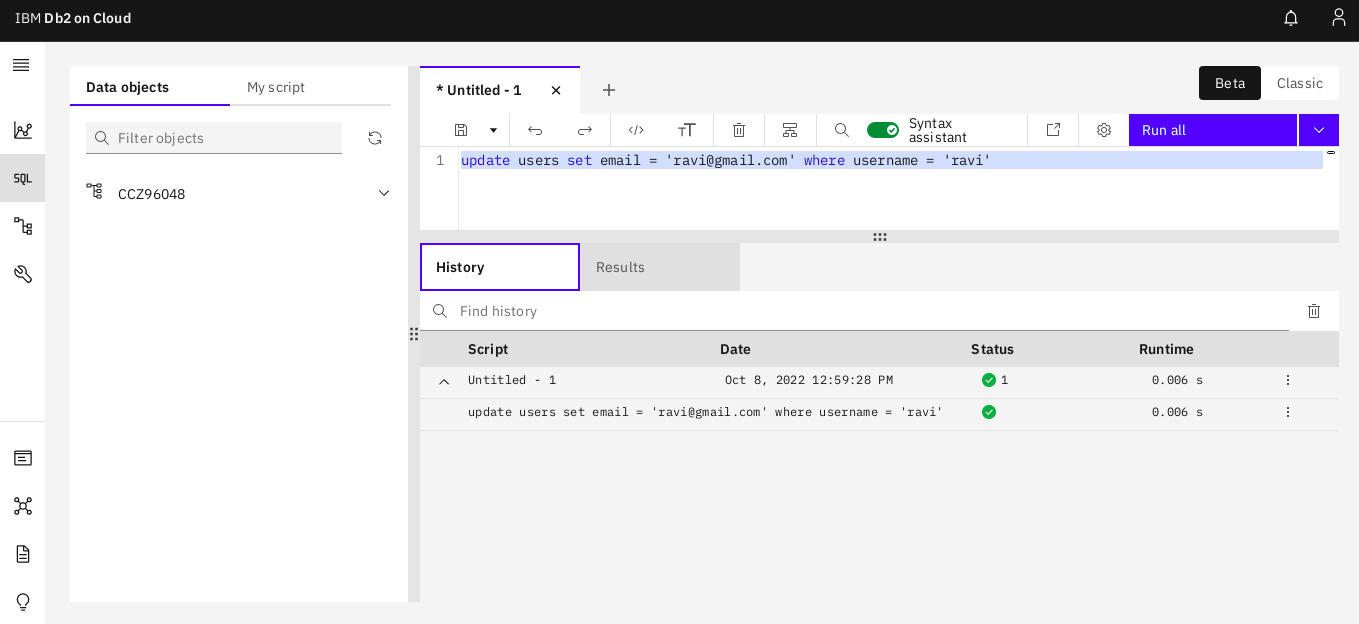 IBM Db2 on Cloud
Data objects
My script
Filter objects
SQL
CCZ96048
* Untitled - 1
Beta
Classic
Syntax
assistant
Run all
1 update users set email = 'ravi@gmail.com' where username = 'ravi'
History
Results
Find history
Script Date Status Runtime
Untitled - 1 Oct 8, 2022 12:59:28 PM 1 0.006 s
update users set email = 'ravi@gmail.com' where username = 'ravi' 0.006 s